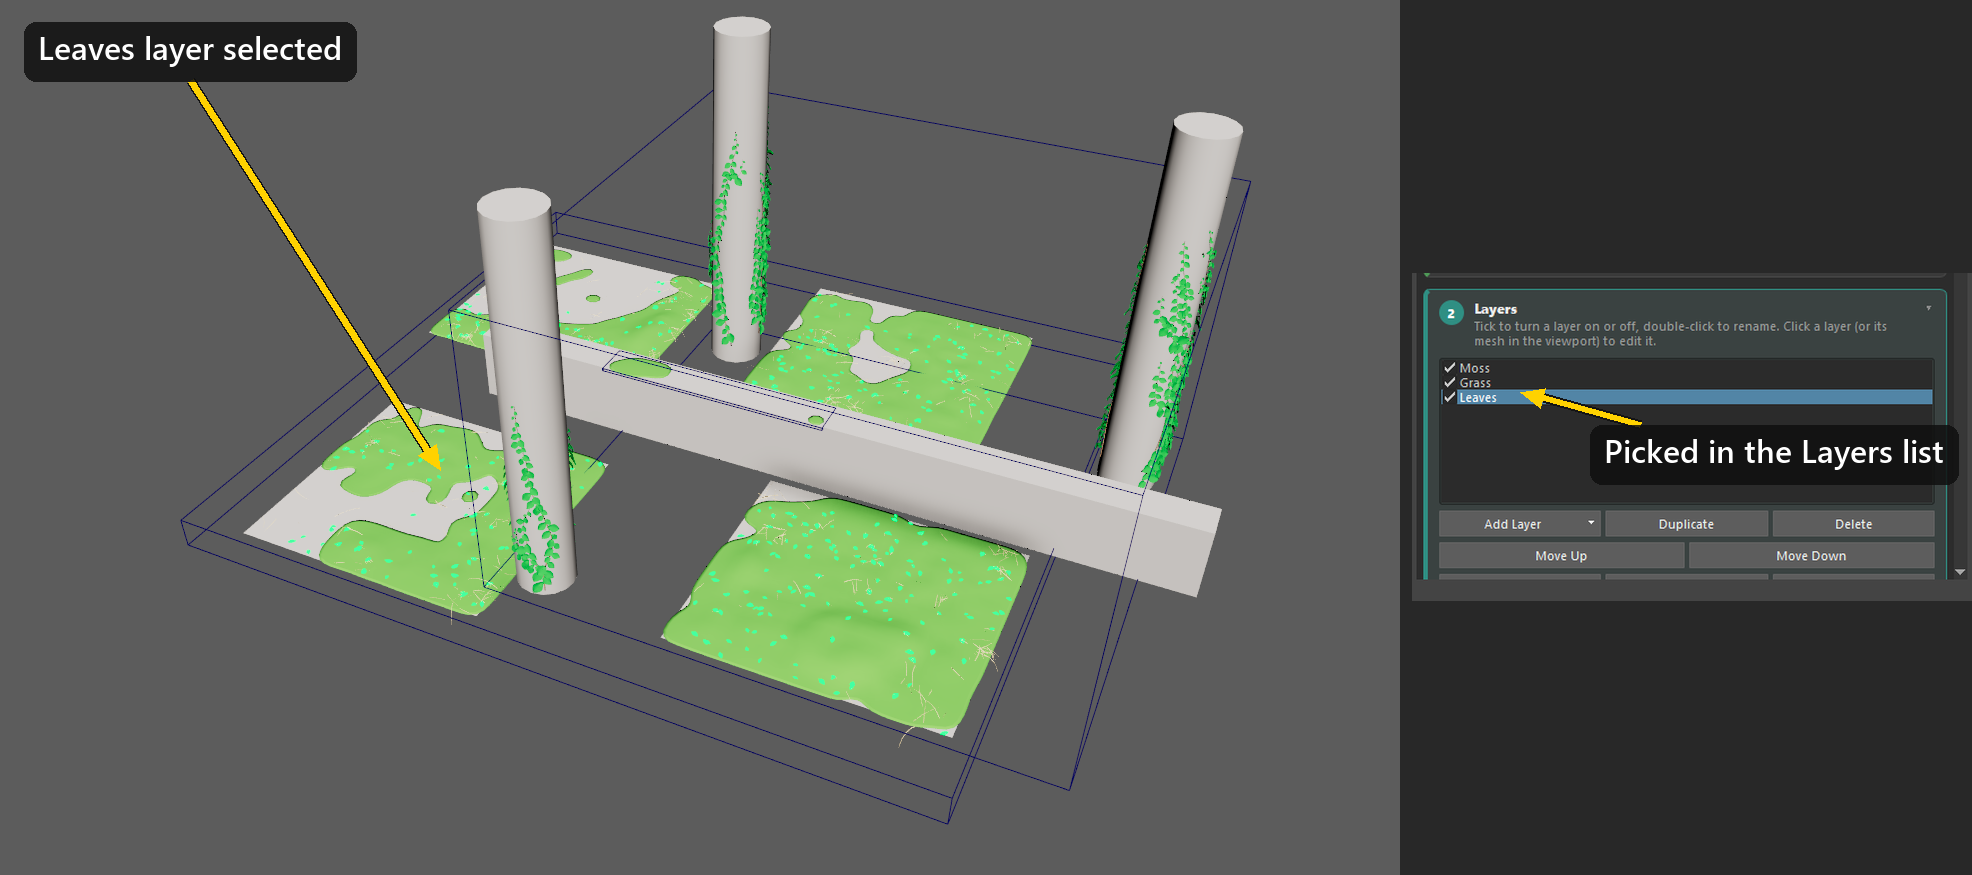 Leaves layer selected
2 Layers
Tick to turn a layer on or off, double-click to rename. Click a layer (or its
mesh in the viewport) to edit it.
Moss
Grass
Leaves
Picked in the Layers list
Add Layer
Duplicate
Delete
Move Up
Move Down